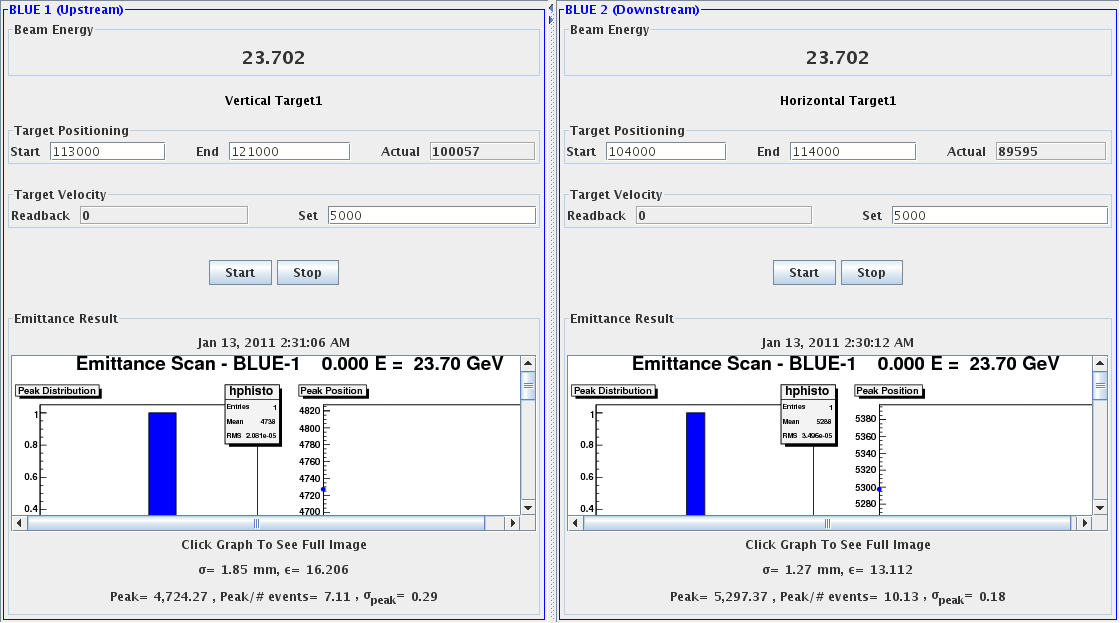 BLUE 1 (Upstream)
Beam Energy
23.702
Vertical Target1
Target Positioning
Start 113000 End 121000 Actual 100057
Target Velocity
Readback 0 Set 5000
Start Stop
Emittance Result
Jan 13, 2011 2:31:06 AM
Emittance Scan - BLUE-1 0.000 E = 23.70 GeV
Peak Distribution
hphisto
Entries 1
Mean 4738
RMS 2.081e-05
1
0.8
0.6
0.4
Peak Position
4820
4800
4780
4760
4740
4720
4700
Click Graph To See Full Image
σ= 1.85 mm, ϵ= 16.206
Peak= 4,724.27 , Peak/# events= 7.11 , σpeak= 0.29
BLUE 2 (Downstream)
Beam Energy
23.702
Horizontal Target1
Target Positioning
Start 104000 End 114000 Actual 89595
Target Velocity
Readback 0 Set 5000
Start Stop
Emittance Result
Jan 13, 2011 2:30:12 AM
Emittance Scan - BLUE-1 0.000 E = 23.70 GeV
Peak Distribution
hphisto
Entries 1
Mean 5288
RMS 3.496e-05
1
0.8
0.6
0.4
Peak Position
5380
5360
5340
5320
5300
5280
Click Graph To See Full Image
σ= 1.27 mm, ϵ= 13.112
Peak= 5,297.37 , Peak/# events= 10.13 , σpeak= 0.18